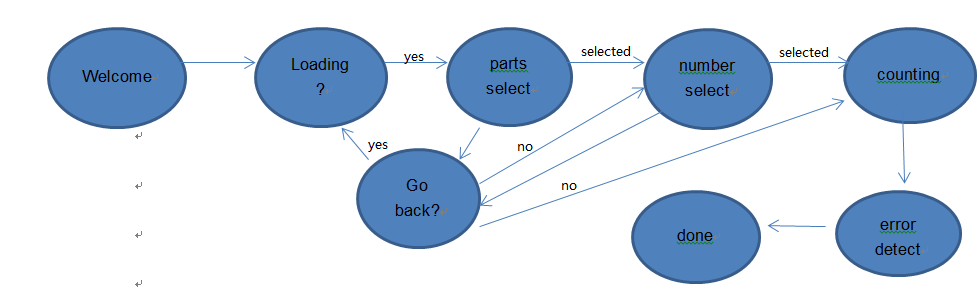 Welcome
Loading
?
yes
parts
select
selected
number
select
selected
counting
yes
Go
back?
no
no
done
error
detect